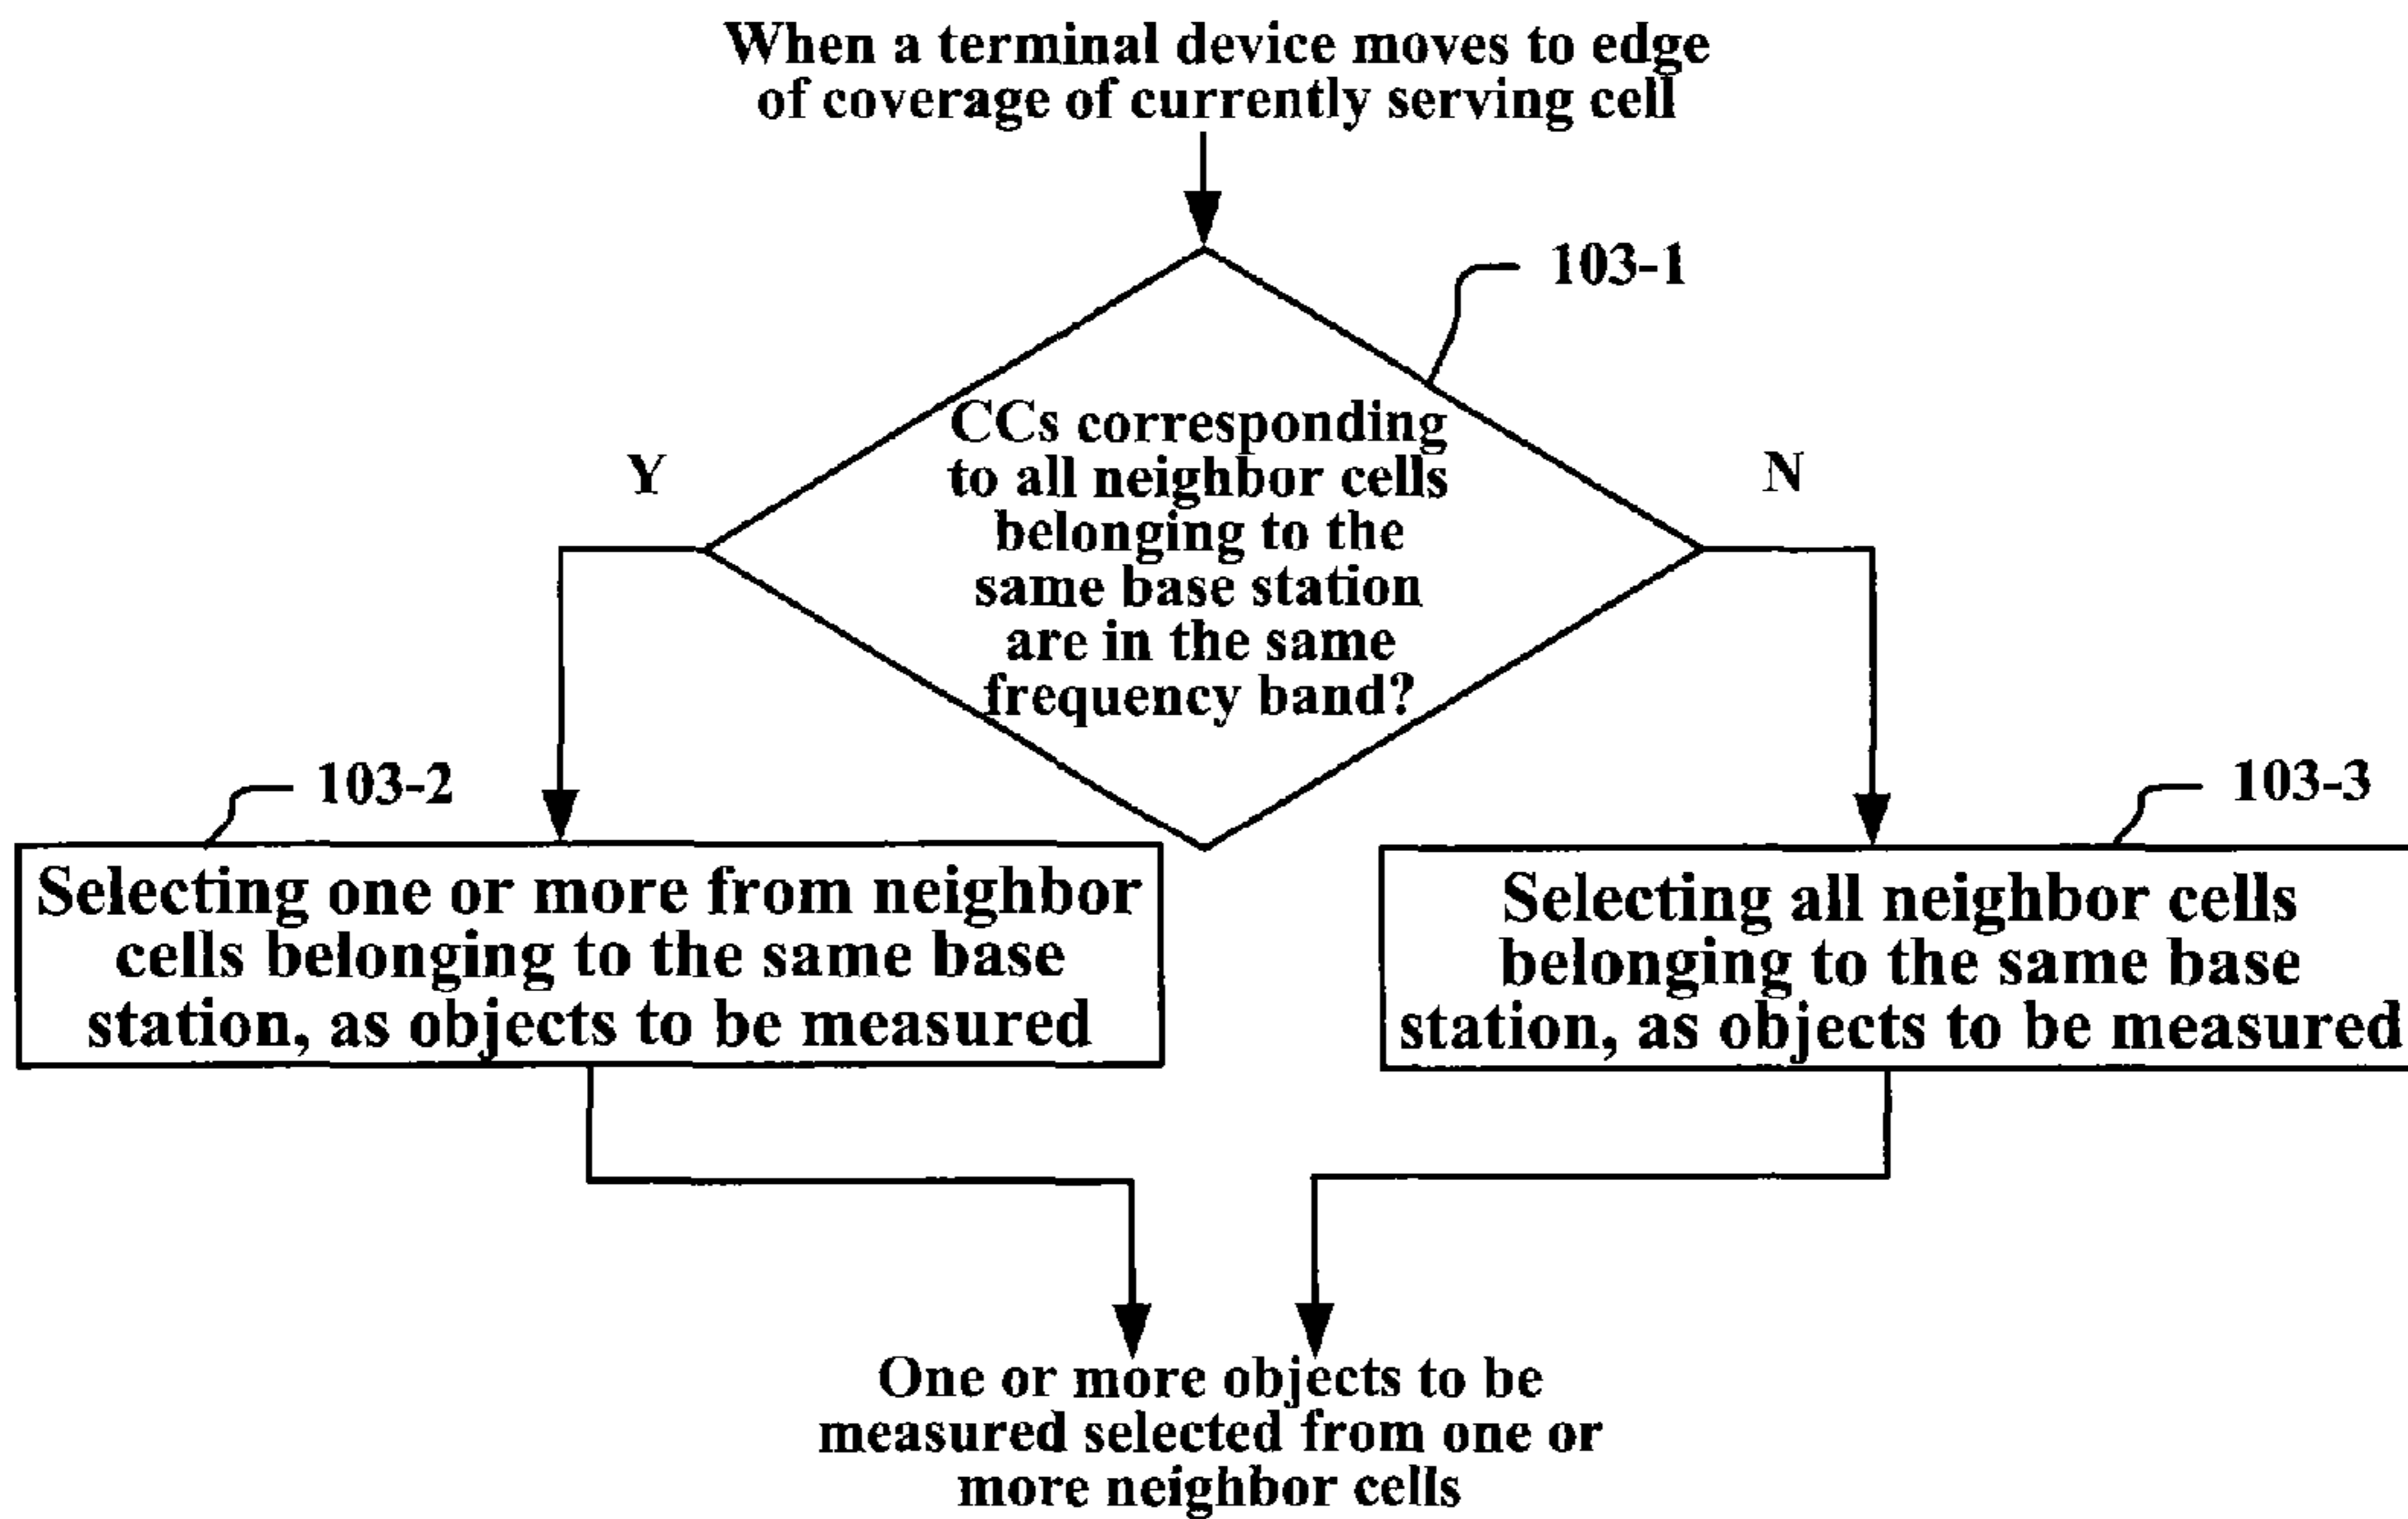 When a terminal device moves to edge
of coverage of currently serving cell
103-1
CCs corresponding
to all neighbor cells
belonging to the
same base station
are in the same
frequency band?
Y
N
103-2
Selecting one or more from neighbor
cells belonging to the same base
station, as objects to be measured
103-3
Selecting all neighbor cells
belonging to the same base
station, as objects to be measured
One or more objects to be
measured selected from one or
more neighbor cells